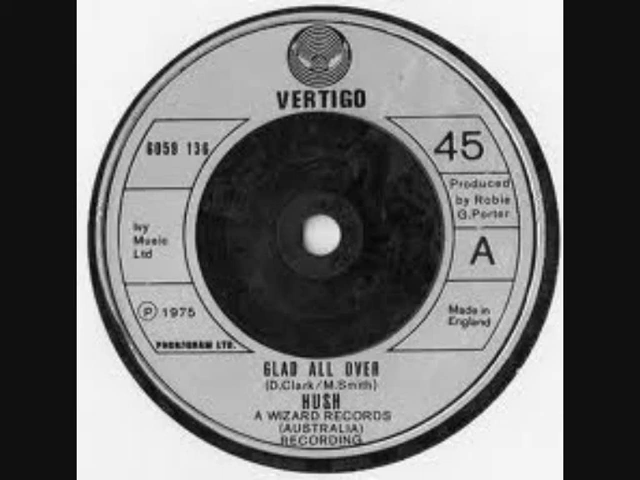 VERTIGO
6059 136
45
Produced
by Robie
G.Porter
Ivy
Music
Ltd
A
℗ 1975
Made in
England
PHONOGRAM LTD.
GLAD ALL OVER
(D.Clark/M.Smith)
HUSH
A WIZARD RECORDS
(AUSTRALIA)
RECORDING